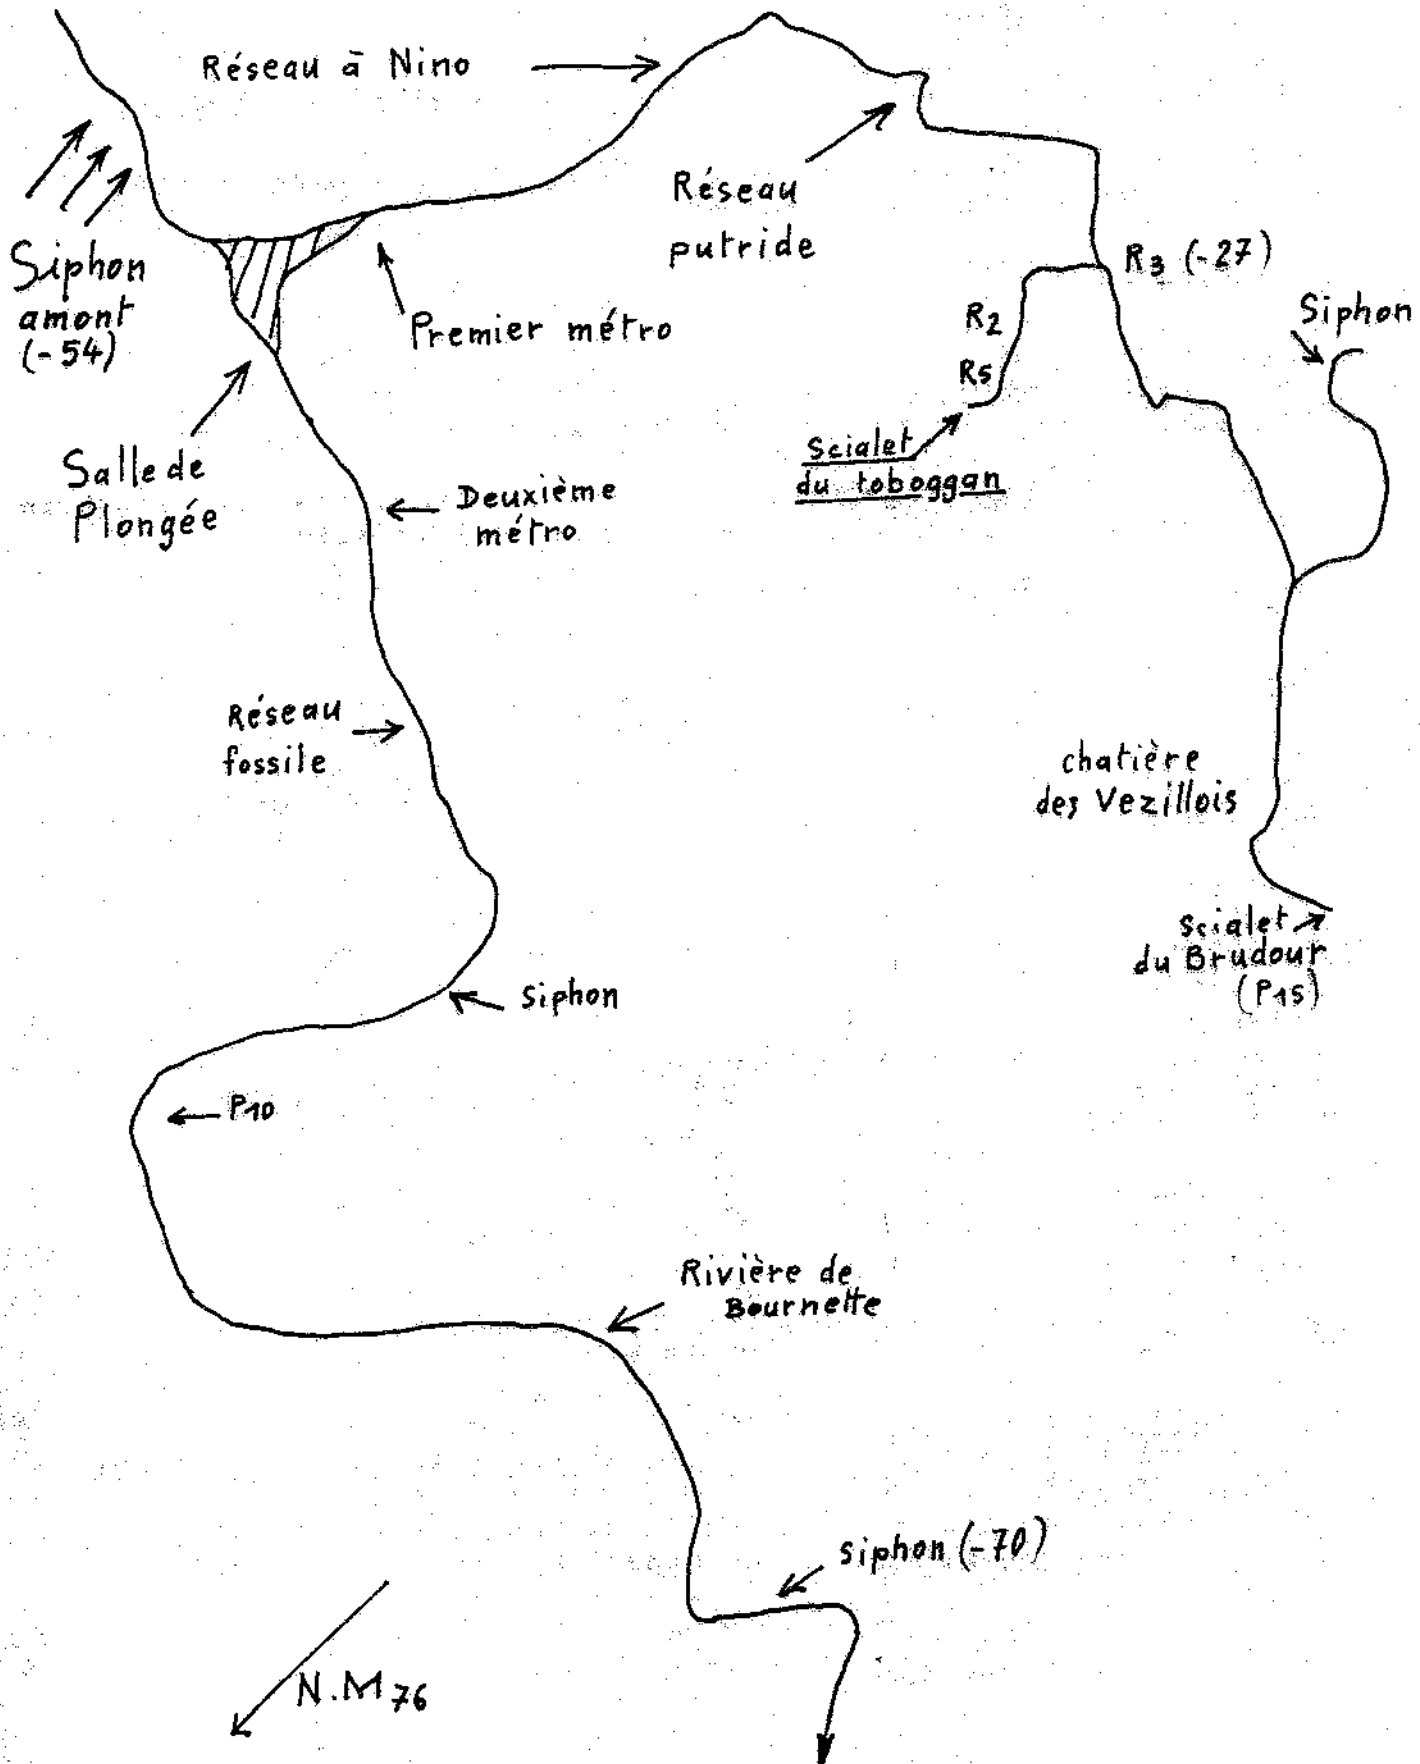 Réseau à Nino
Siphon
amont
(-54)
Premier métro
Réseau
putride
R3 (-27)
R2
R5
Siphon
Scialet
du toboggan
Salle de
Plongée
Deuxième
métro
Réseau
fossile
chatière
des Vezillois
Scialet
du Brudour
(P15)
Siphon
P10
Rivière de
Bournette
Siphon (-70)
N.M 76